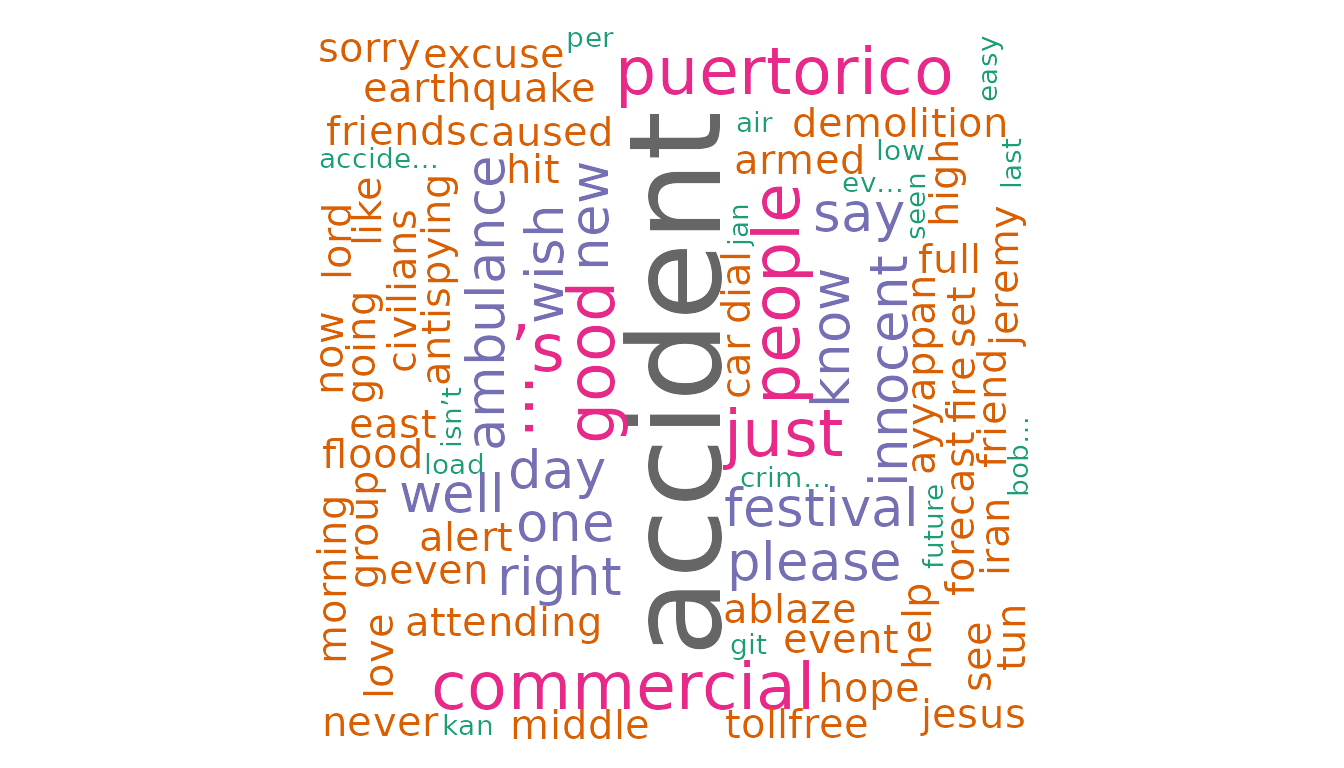 sorry
excuse
per
puertorico
easy
earthquake
friends
caused
air
demolition
accide...
hit
armed
low
high
last
ev...
seen
lord
like
civilians
antispying
ambulance
wish
new
accident
jan
people
say
full
jeremy
now
going
's
...
good
car
dial
know
innocent
ayyappan
set
fire
friend
east
isn't
just
flood
load
day
crim...
bob...
well
one
festival
future
forecast
iran
morning
group
alert
even
right
please
attending
ablaze
git
event
help
see
tun
love
commercial
hope
never
kan
middle
tollfree
jesus